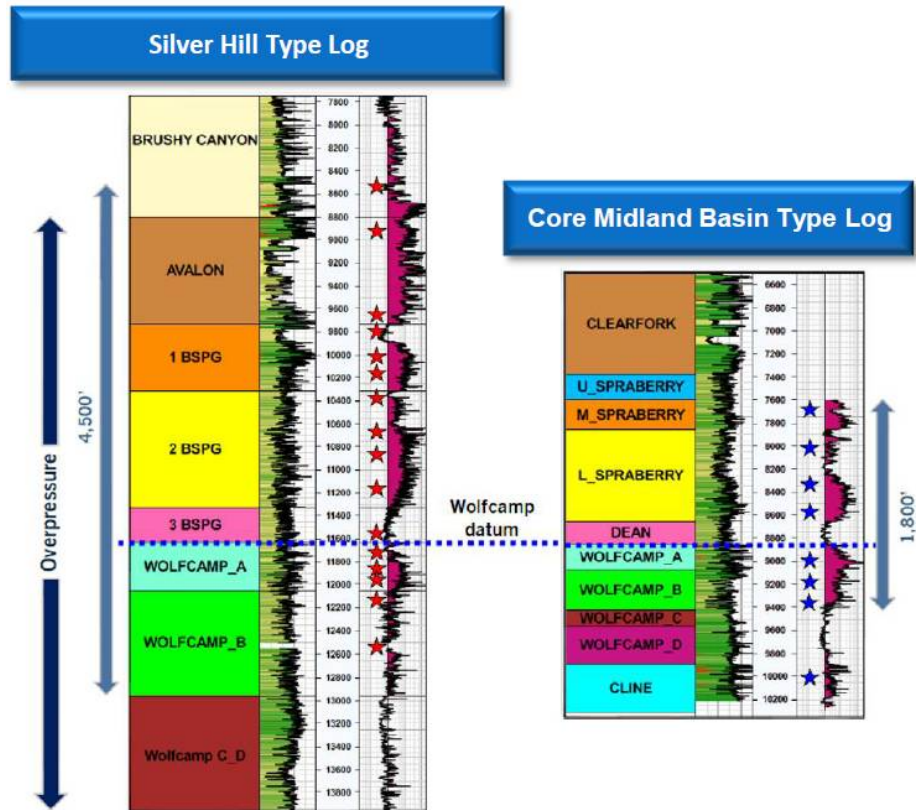 Silver Hill Type Log
BRUSHY CANYON
AVALON
1 BSPG
2 BSPG
3 BSPG
WOLFCAMP_A
WOLFCAMP_B
Wolfcamp C_D
7800
8000
8200
8400
8600
8800
9000
9200
9400
9600
9800
10000
10200
10400
10600
10800
11000
11200
11400
11600
11800
12000
12200
12400
12600
12800
13000
13200
13400
13600
13800
Overpressure
4,500'
Wolfcamp
datum
Core Midland Basin Type Log
CLEARFORK
U_SPRABERRY
M_SPRABERRY
L_SPRABERRY
DEAN
WOLFCAMP_A
WOLFCAMP_B
WOLFCAMP_C
WOLFCAMP_D
CLINE
6600
6800
7000
7200
7400
7600
7800
8000
8200
8400
8600
8800
9000
9200
9400
9600
9800
10000
10200
1,800'